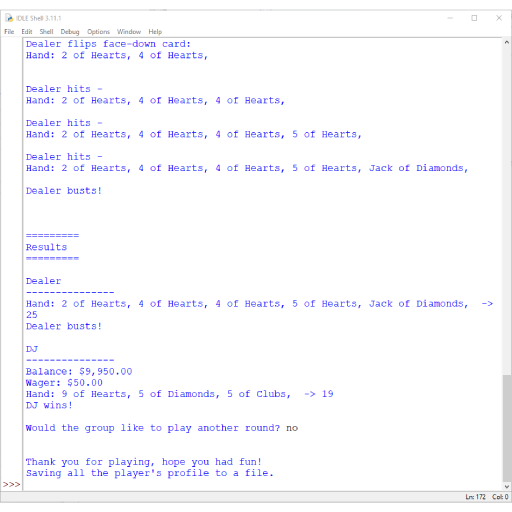 IDLE Shell 3.11.1
File Edit Shell Debug Options Window Help
Dealer flips face-down card:
Hand: 2 of Hearts, 4 of Hearts,
Dealer hits -
Hand: 2 of Hearts, 4 of Hearts, 4 of Hearts,
Dealer hits -
Hand: 2 of Hearts, 4 of Hearts, 4 of Hearts, 5 of Hearts,
Dealer hits -
Hand: 2 of Hearts, 4 of Hearts, 4 of Hearts, 5 of Hearts, Jack of Diamonds,
Dealer busts!
=========
Results
=========
Dealer
---------------
Hand: 2 of Hearts, 4 of Hearts, 4 of Hearts, 5 of Hearts, Jack of Diamonds,  ->
25
Dealer busts!
DJ
---------------
Balance: $9,950.00
Wager: $50.00
Hand: 9 of Hearts, 5 of Diamonds, 5 of Clubs,  -> 19
DJ wins!
Would the group like to play another round? no
Thank you for playing, hope you had fun!
Saving all the player's profile to a file.
>>>
Ln: 172 Col: 0